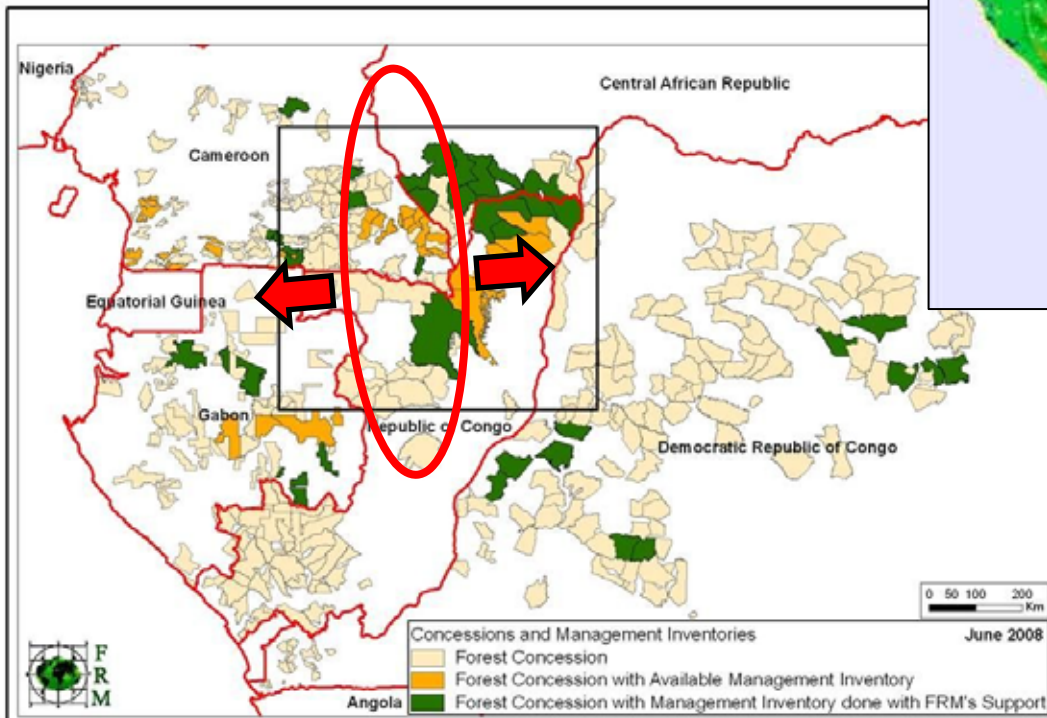 Nigeria
Central African Republic
Cameroon
Equatorial Guinea
Gabon
Republic of Congo
Democratic Republic of Congo
0 50 100 200
Km
Concessions and Management Inventories June 2008
Forest Concession
Forest Concession with Available Management Inventory
Forest Concession with Management Inventory done with FRM's Support
F
R
M
Angola